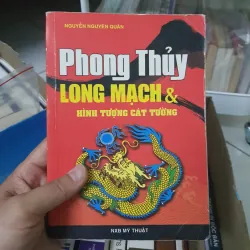 NGUYỄN NGUYÊN QUÂN
Phong Thủy
LONG MẠCH &
HÌNH TƯỢNG CÁT TƯỜNG
NXB MỸ THUẬT